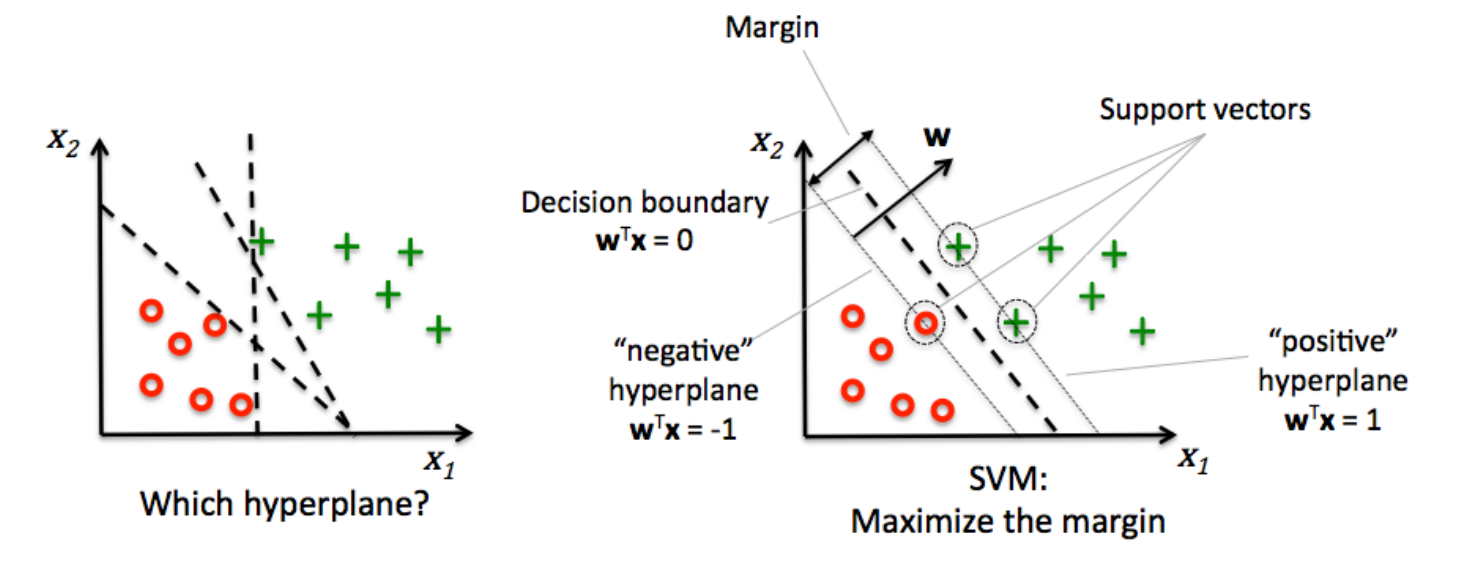 x₂
x₁
Which hyperplane?
Margin
Support vectors
x₂
w
Decision boundary
wᵀx = 0
"negative"
hyperplane
wᵀx = -1
“positive”
hyperplane
wᵀx = 1
x₁
SVM:
Maximize the margin